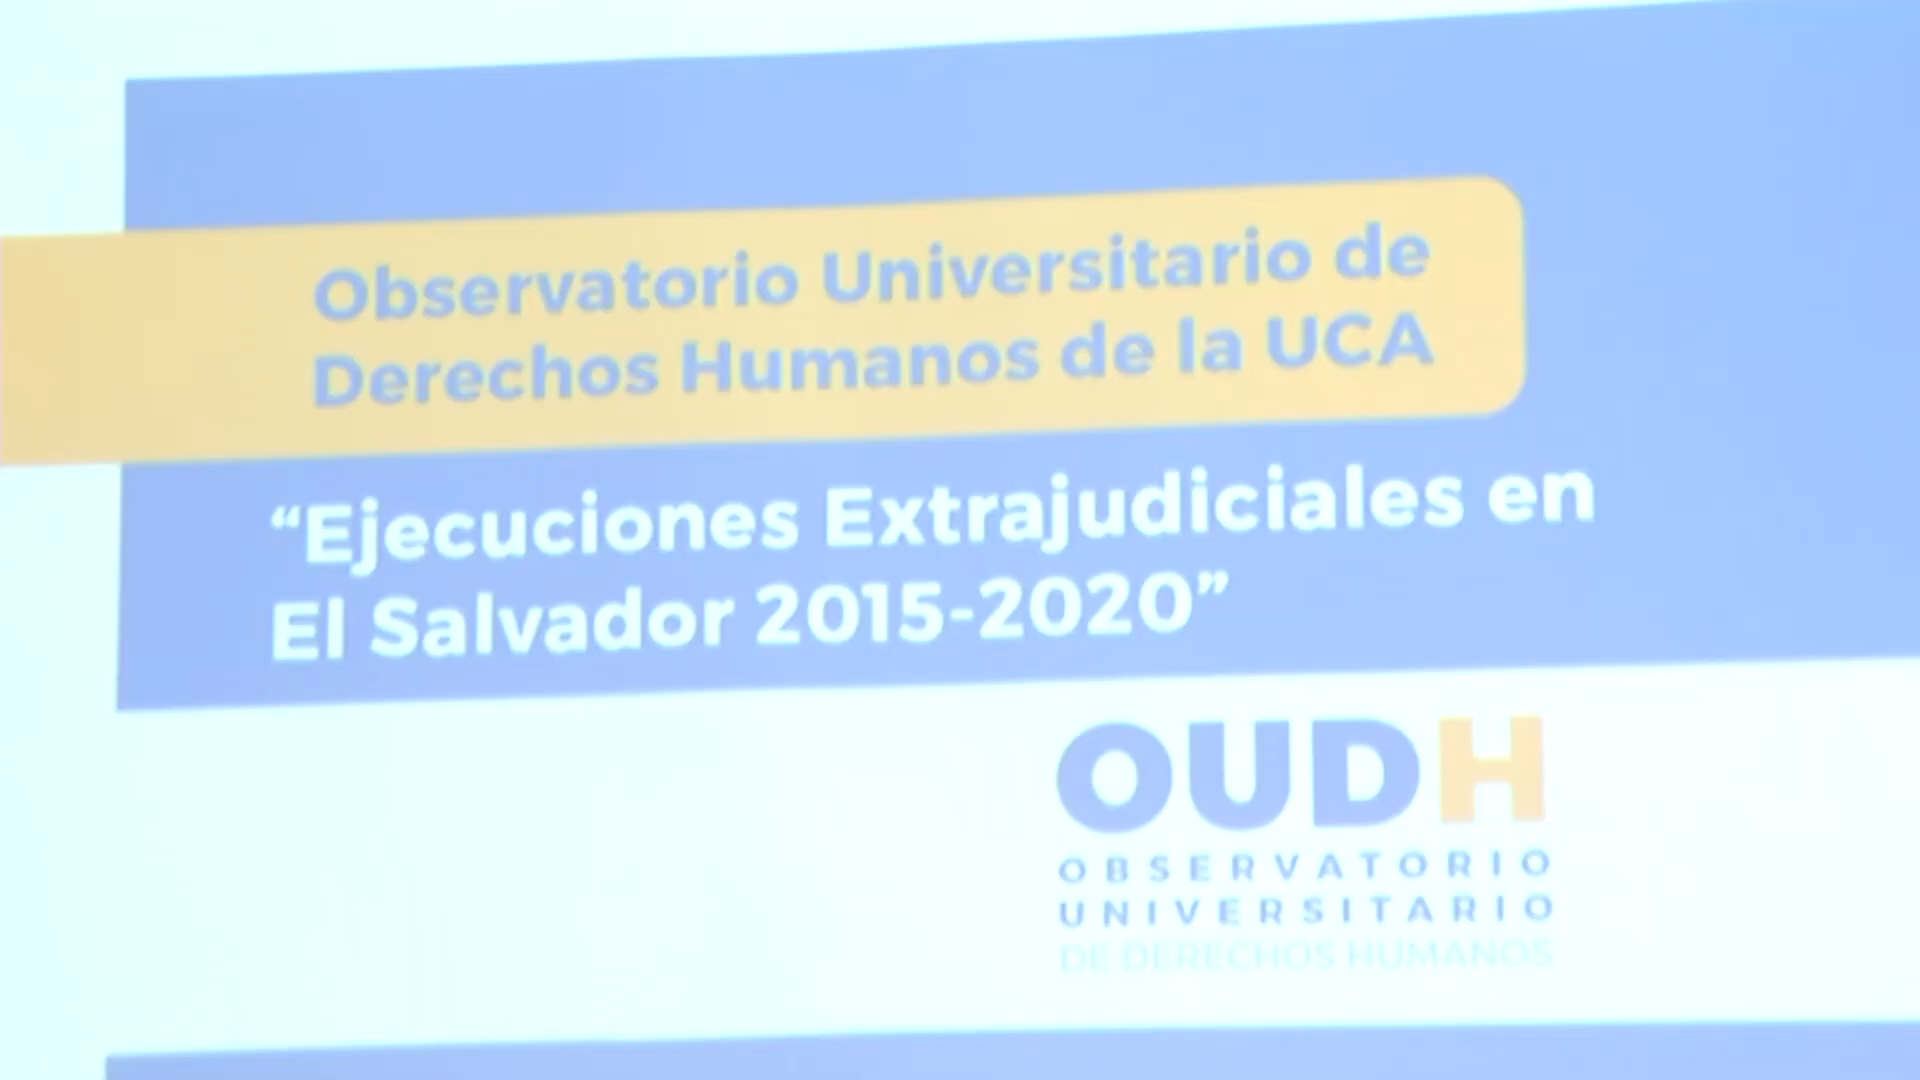 Observatorio Universitario de
Derechos Humanos de la UCA
“Ejecuciones Extrajudiciales en
El Salvador 2015-2020”
OUDH
OBSERVATORIO
UNIVERSITARIO
DE DERECHOS HUMANOS